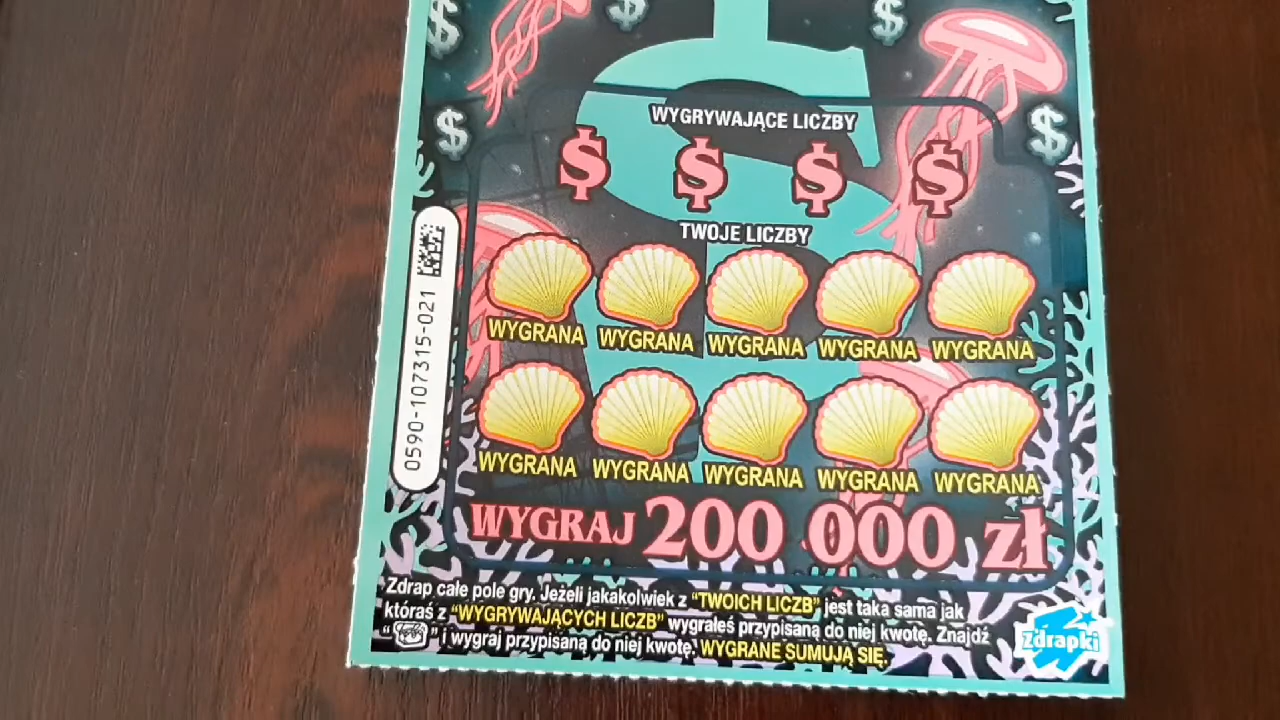 WYGRYWAJĄCE LICZBY
$ $ $ $
TWOJE LICZBY
WYGRANA WYGRANA WYGRANA WYGRANA WYGRANA
WYGRANA WYGRANA WYGRANA WYGRANA WYGRANA
WYGRAJ 200 000 zł
Zdrap całe pole gry. Jeżeli jakakolwiek z "TWOICH LICZB" jest taka sama jak
któraś z "WYGRYWAJĄCYCH LICZB" wygrałeś przypisaną do niej kwotę. Znajdź
" " i wygraj przypisaną do niej kwotę. WYGRANE SUMUJĄ SIĘ.
Zdrapki
0590-107315-021